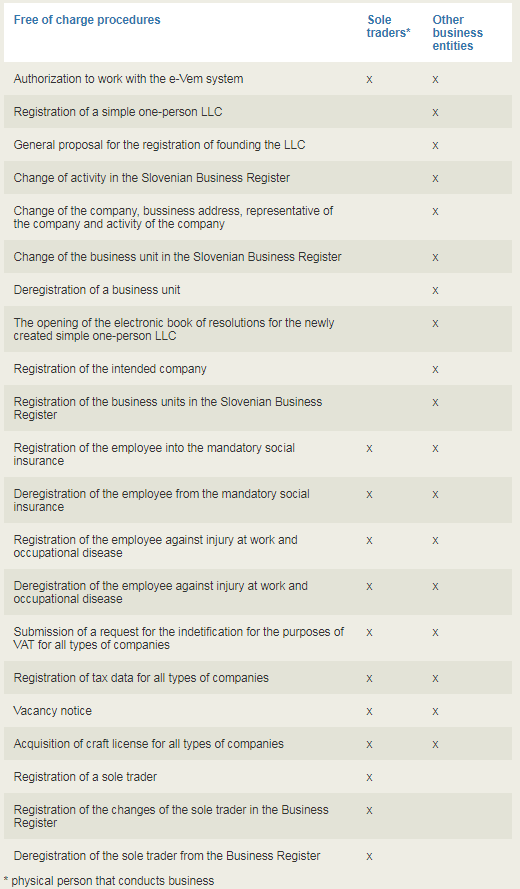 Free of charge procedures Sole traders* Other business entities
Authorization to work with the e-Vem system x x
Registration of a simple one-person LLC x
General proposal for the registration of founding the LLC x
Change of activity in the Slovenian Business Register x
Change of the company, bussiness address, representative of x
the company and activity of the company
Change of the business unit in the Slovenian Business Register x
Deregistration of a business unit x
The opening of the electronic book of resolutions for the newly x
created simple one-person LLC
Registration of the intended company x
Registration of the business units in the Slovenian Business x
Register
Registration of the employee into the mandatory social x x
insurance
Deregistration of the employee from the mandatory social x x
insurance
Registration of the employee against injury at work and x x
occupational disease
Deregistration of the employee against injury at work and x x
occupational disease
Submission of a request for the indetification for the purposes of x x
VAT for all types of companies
Registration of tax data for all types of companies x x
Vacancy notice x x
Acquisition of craft license for all types of companies x x
Registration of a sole trader x
Registration of the changes of the sole trader in the Business x
Register
Deregistration of the sole trader from the Business Register x
* physical person that conducts business